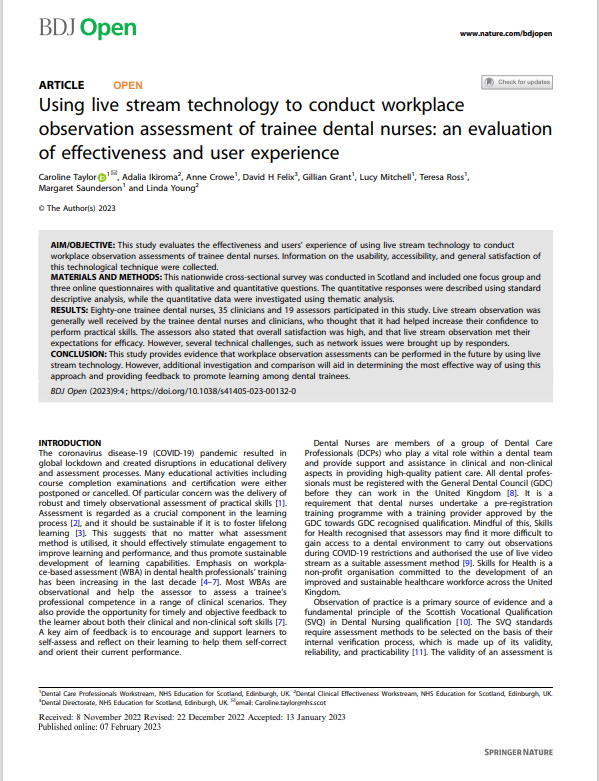 BDJ Open
www.nature.com/bdjopen
ARTICLE OPEN
Check for updates
Using live stream technology to conduct workplace
observation assessment of trainee dental nurses: an evaluation
of effectiveness and user experience
Caroline Taylor 1✉, Adalia Ikiroma2, Anne Crowe1, David H Felix3, Gillian Grant1, Lucy Mitchell1, Teresa Ross1,
Margaret Saunderson1 and Linda Young2
© The Author(s) 2023
AIM/OBJECTIVE: This study evaluates the effectiveness and users' experience of using live stream technology to conduct
workplace observation assessments of trainee dental nurses. Information on the usability, accessibility, and general satisfaction of
this technological technique were collected.
MATERIALS AND METHODS: This nationwide cross-sectional survey was conducted in Scotland and included one focus group and
three online questionnaires with qualitative and quantitative questions. The quantitative responses were described using standard
descriptive analysis, while the quantitative data were investigated using thematic analysis.
RESULTS: Eighty-one trainee dental nurses, 35 clinicians and 19 assessors participated in this study. Live stream observation was
generally well received by the trainee dental nurses and clinicians, who thought that it had helped increase their confidence to
perform practical skills. The assessors also stated that overall satisfaction was high, and that live stream observation met their
expectations for efficacy. However, several technical challenges, such as network issues were brought up by responders.
CONCLUSION: This study provides evidence that workplace observation assessments can be performed in the future by using live
stream technology. However, additional investigation and comparison will aid in determining the most effective way of using this
approach and providing feedback to promote learning among dental trainees.
BDJ Open (2023)9:4 ; https://doi.org/10.1038/s41405-023-00132-0
INTRODUCTION
The coronavirus disease-19 (COVID-19) pandemic resulted in
global lockdown and created disruptions in educational delivery
and assessment processes. Many educational activities including
course completion examinations and certification were either
postponed or cancelled. Of particular concern was the delivery of
robust and timely observational assessment of practical skills [1].
Assessment is regarded as a crucial component in the learning
process [2], and it should be sustainable if it is to foster lifelong
learning [3]. This suggests that no matter what assessment
method is utilised, it should effectively stimulate engagement to
improve learning and performance, and thus promote sustainable
development of learning capabilities. Emphasis on workpla-
ce-based assessment (WBA) in dental health professionals' training
has been increasing in the last decade [4–7]. Most WBAs are
observational and help the assessor to assess a trainee's
professional competence in a range of clinical scenarios. They
also provide the opportunity for timely and objective feedback to
the learner about both their clinical and non-clinical soft skills [7].
A key aim of feedback is to encourage and support learners to
self-assess and reflect on their learning to help them self-correct
and orient their current performance.
Dental Nurses are members of a group of Dental Care
Professionals (DCPs) who play a vital role within a dental team
and provide support and assistance in clinical and non-clinical
aspects in providing high-quality patient care. All dental profes-
sionals must be registered with the General Dental Council (GDC)
before they can work in the United Kingdom [8]. It is a
requirement that dental nurses undertake a pre-registration
training programme with a training provider approved by the
GDC towards GDC recognised qualification. Mindful of this, Skills
for Health recognised that assessors may find it more difficult to
gain access to a dental environment to carry out observations
during COVID-19 restrictions and authorised the use of live video
stream as a suitable assessment method [9]. Skills for Health is a
non-profit organisation committed to the development of an
improved and sustainable healthcare workforce across the United
Kingdom.
Observation of practice is a primary source of evidence and a
fundamental principle of the Scottish Vocational Qualification
(SVQ) in Dental Nursing qualification [10]. The SVQ standards
require assessment methods to be selected on the basis of their
internal verification process, which is made up of its validity,
reliability, and practicability [11]. The validity of an assessment is
1Dental Care Professionals Workstream, NHS Education for Scotland, Edinburgh, UK. 2Dental Clinical Effectiveness Workstream, NHS Education for Scotland, Edinburgh, UK.
3Dental Directorate, NHS Education for Scotland, Edinburgh, UK. ✉email: Caroline.taylor@nhs.scot
Received: 8 November 2022 Revised: 22 December 2022 Accepted: 13 January 2023
Published online: 07 February 2023
SPRINGER NATURE